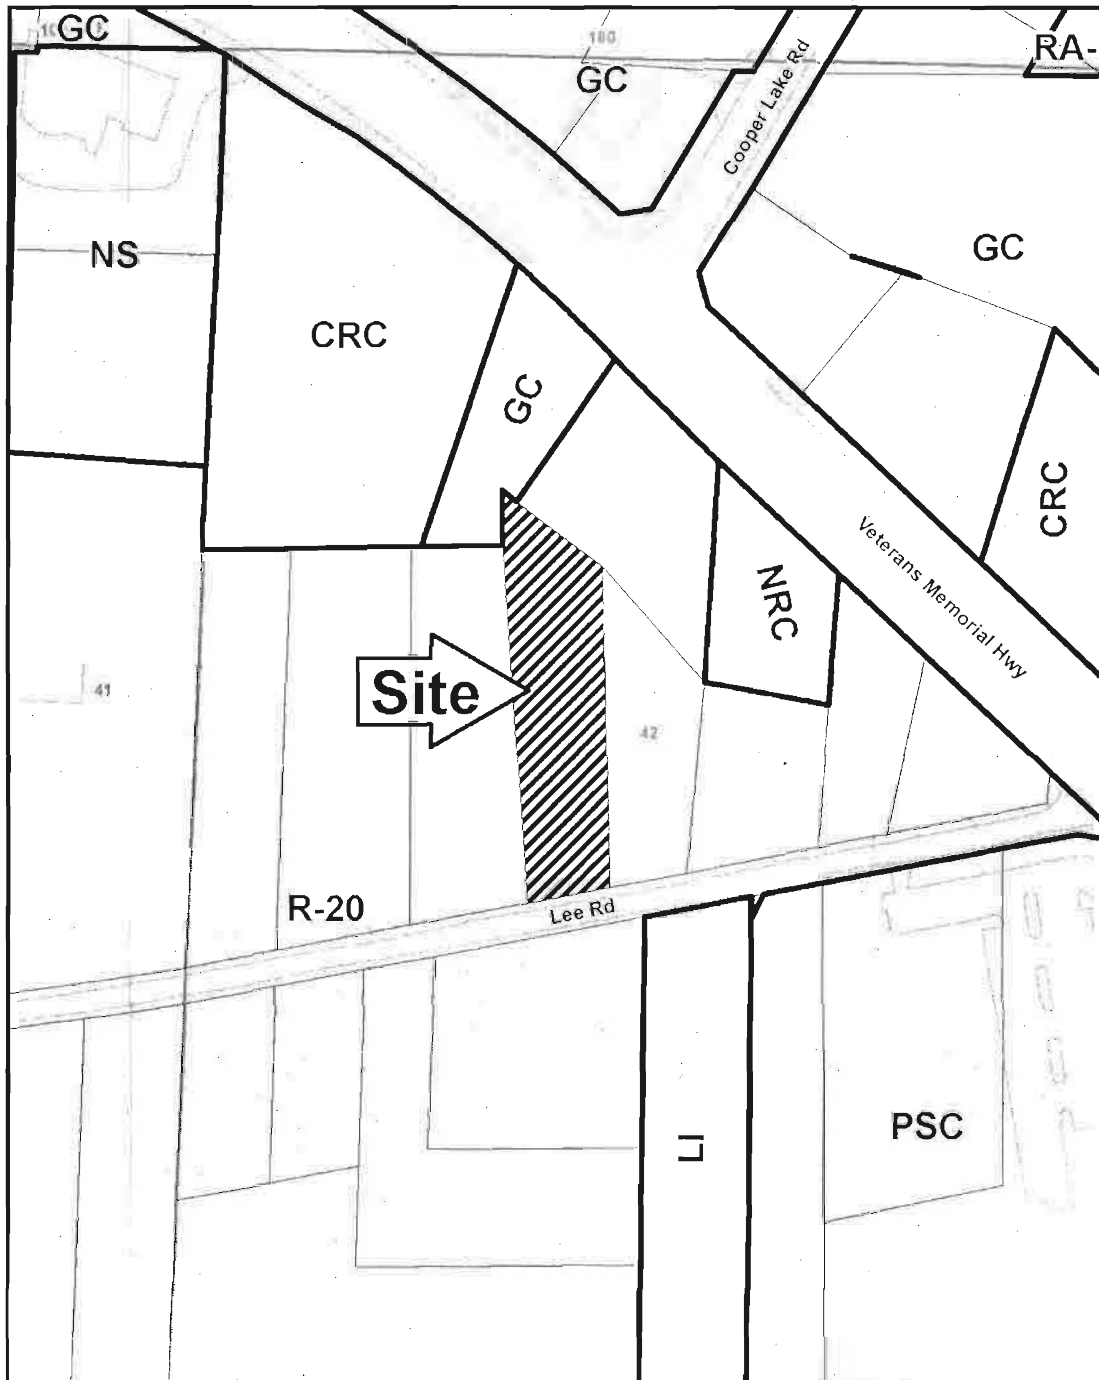 GC
180
GC
RA-
Cooper Lake Rd
NS
GC
CRC
GC
CRC
Veterans Memorial Hwy
NRC
41
Site
42
R-20
Lee Rd
PSC
LI